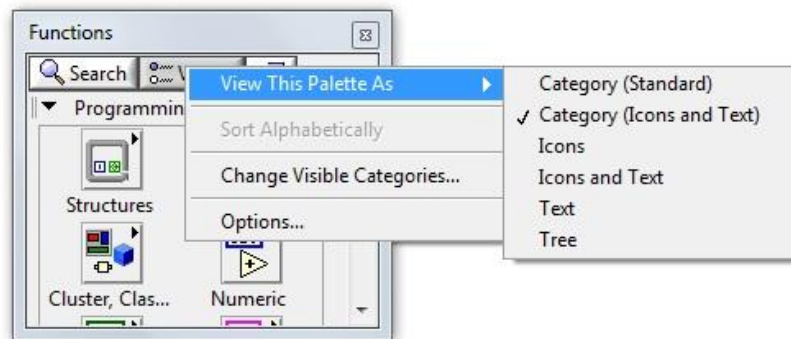 Functions
Search
View This Palette As
Category (Standard)
Programmin
Category (Icons and Text)
Sort Alphabetically
Icons
Change Visible Categories...
Icons and Text
Structures
Text
Options...
Tree
Cluster, Clas...
Numeric